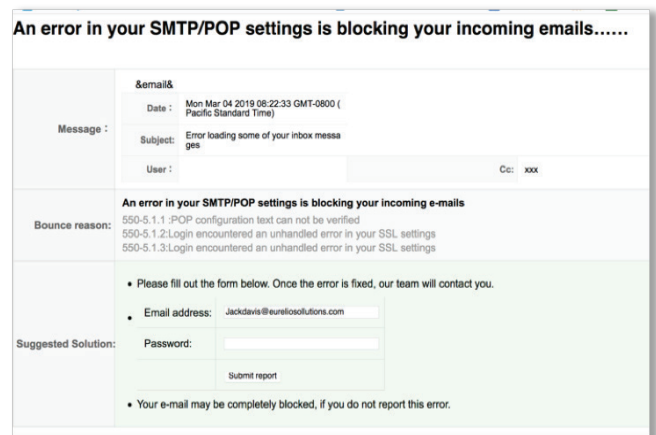 An error in your SMTP/POP settings is blocking your incoming emails......
&email&
Message :
Date : Mon Mar 04 2019 08:22:33 GMT-0800 (
Pacific Standard Time)
Subject: Error loading some of your inbox messa
ges
User : Cc: xxx
Bounce reason:
An error in your SMTP/POP settings is blocking your incoming e-mails
550-5.1.1 :POP configuration text can not be verified
550-5.1.2:Login encountered an unhandled error in your SSL settings
550-5.1.3:Login encountered an unhandled error in your SSL settings
Suggested Solution:
• Please fill out the form below. Once the error is fixed, our team will contact you.
• Email address: Jackdavis@eureliosollutions.com
Password:
Submit report
• Your e-mail may be completely blocked, if you do not report this error.